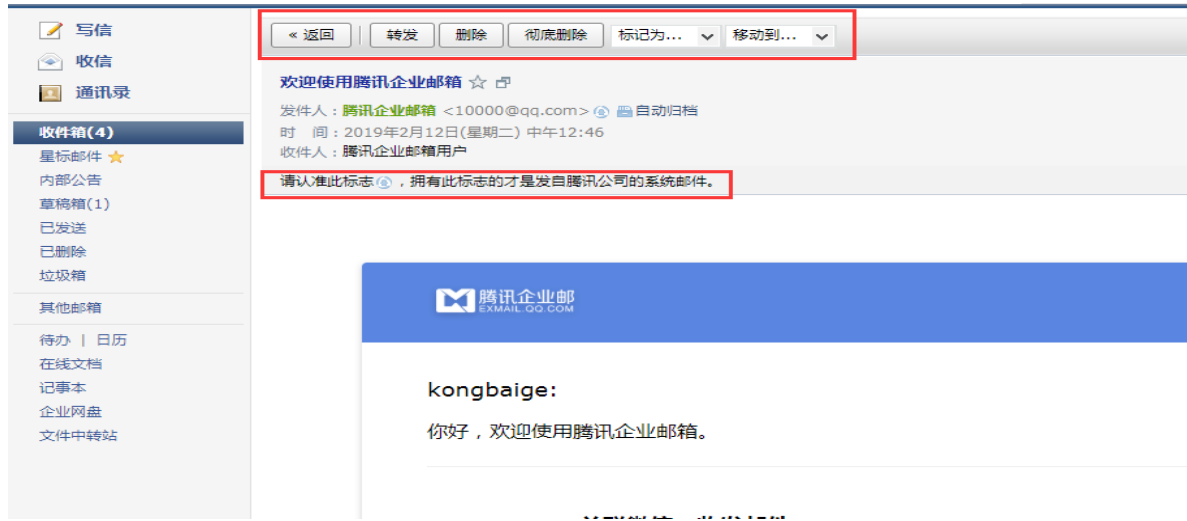 写信
收信
通讯录
收件箱(4)
星标邮件
内部公告
草稿箱(1)
已发送
已删除
垃圾箱
其他邮箱
待办 | 日历
在线文档
记事本
企业网盘
文件中转站
« 返回 转发 删除 彻底删除 标记为... 移动到...
欢迎使用腾讯企业邮箱
发件人：腾讯企业邮箱 <10000@qq.com> 自动归档
时 间：2019年2月12日(星期二) 中午12:46
收件人：腾讯企业邮箱用户
请认准此标志，拥有此标志的才是发自腾讯公司的系统邮件。
腾讯企业邮
EXMAIL.QQ.COM
kongbaige:
你好，欢迎使用腾讯企业邮箱。